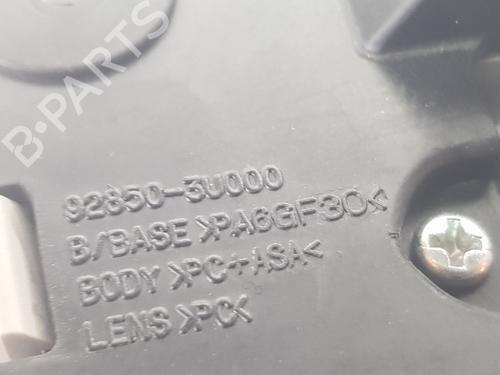 B-PARTS
92850-3U000
B/BASE >PA6GF30<
BODY >PC+ASA<
LENS >PC<